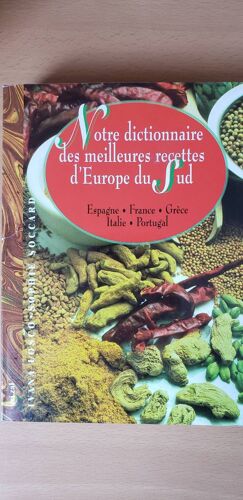 Notre dictionnaire
des meilleures recettes
d'Europe du Sud
Espagne • France • Grèce
Italie • Portugal